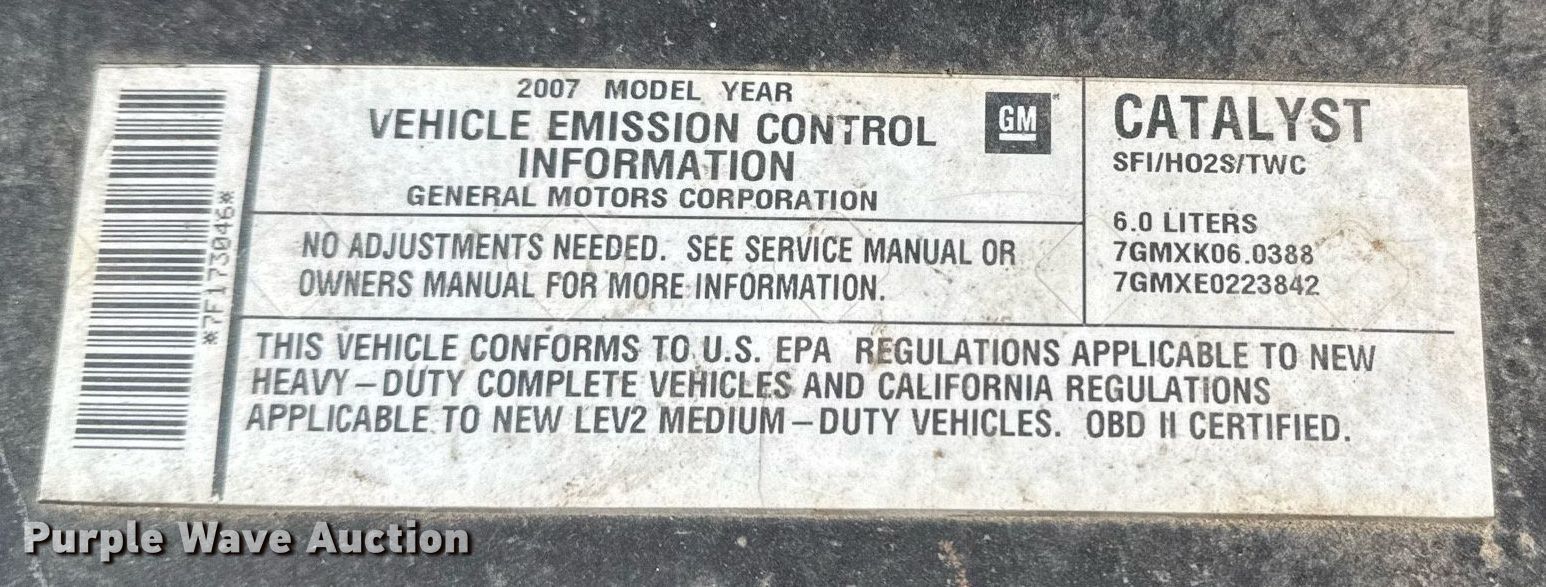 *7F173046*
2007 MODEL YEAR
VEHICLE EMISSION CONTROL
INFORMATION
GENERAL MOTORS CORPORATION
GM
CATALYST
SFI/HO2S/TWC
6.0 LITERS
7GMXK06.0388
7GMXE0223842
NO ADJUSTMENTS NEEDED. SEE SERVICE MANUAL OR
OWNERS MANUAL FOR MORE INFORMATION.
THIS VEHICLE CONFORMS TO U.S. EPA REGULATIONS APPLICABLE TO NEW
HEAVY-DUTY COMPLETE VEHICLES AND CALIFORNIA REGULATIONS
APPLICABLE TO NEW LEV2 MEDIUM-DUTY VEHICLES. OBD II CERTIFIED.
Purple Wave Auction